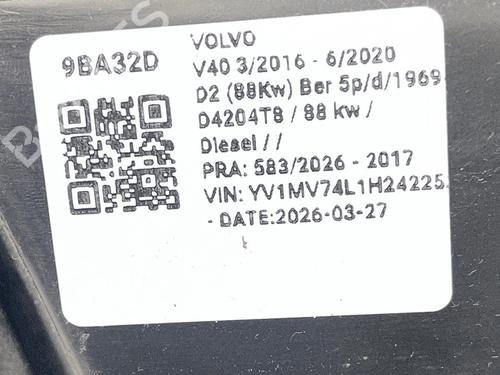 9BA32D
VOLVO
V40 3/2016 - 6/2020
D2 (88Kw) Ber 5p/d/1969
D4204T8 / 88 kw /
Diesel / /
PRA: 583/2026 - 2017
VIN: YV1MV74L1H24225
- DATE:2026-03-27